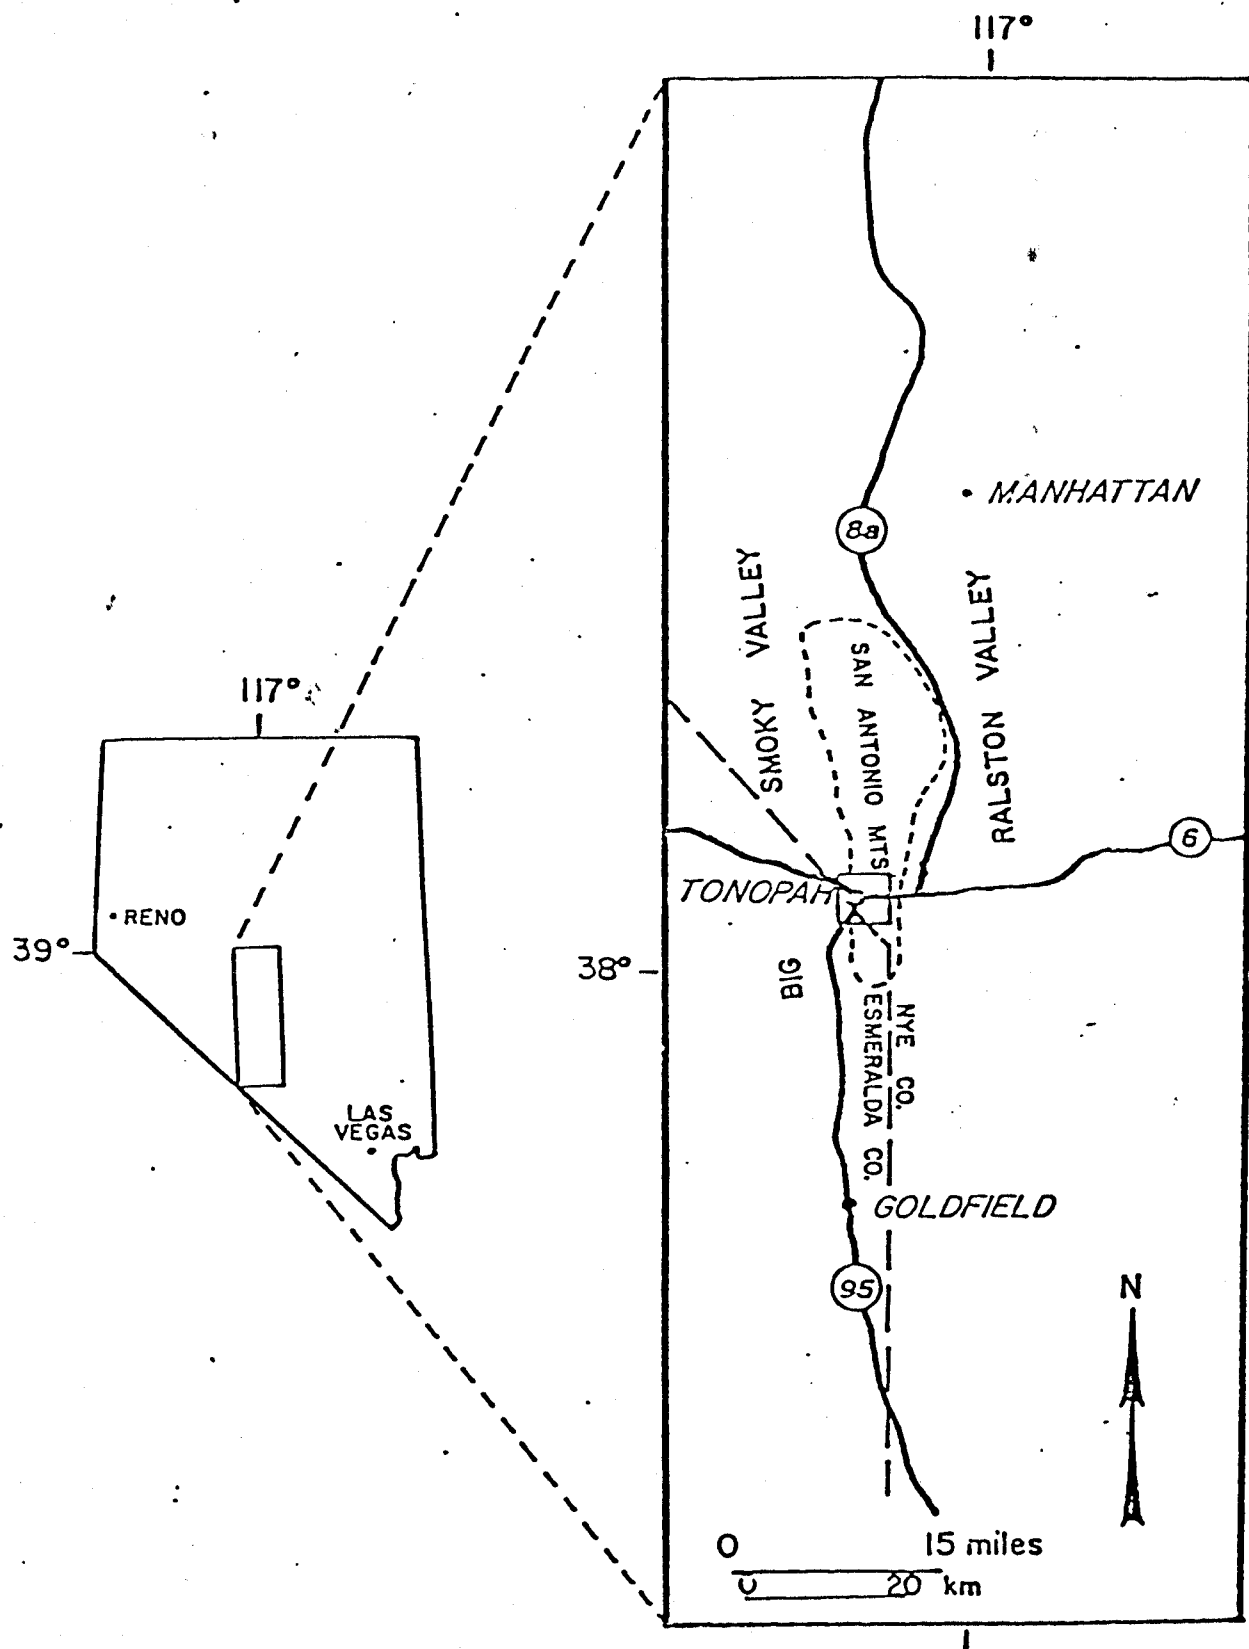 117°
MANHATTAN
8a
SMOKY VALLEY
RALSTON VALLEY
SAN ANTONIO MTS
117°
6
TONOPAH
RENO
39°
38°
BIG
NYE CO.
ESMERALDA CO.
LAS
VEGAS
GOLDFIELD
95
N
0 15 miles
0 20 km